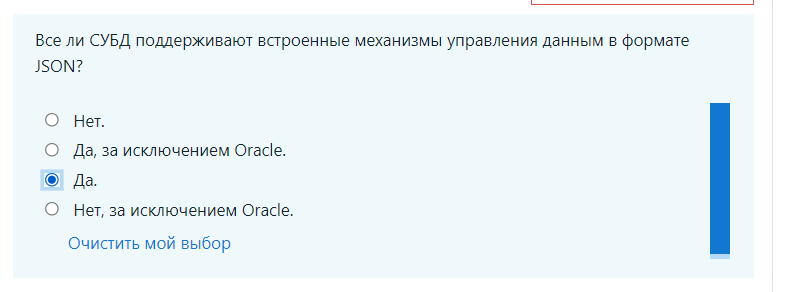 Все ли СУБД поддерживают встроенные механизмы управления данным в формате
JSON?
Нет.
Да, за исключением Oracle.
Да.
Нет, за исключением Oracle.
Очистить мой выбор